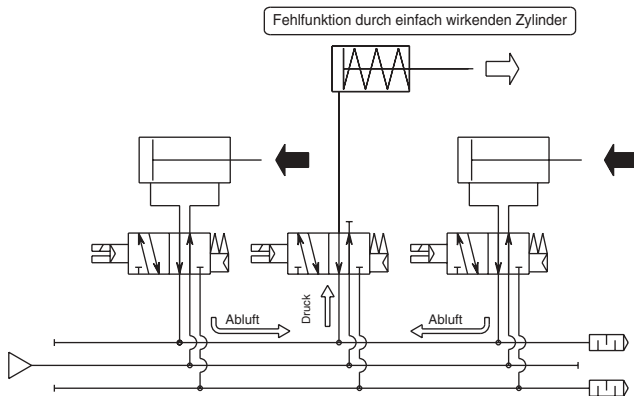 Fehlfunktion durch einfach wirkenden Zylinder
Druck
Abluft
Abluft